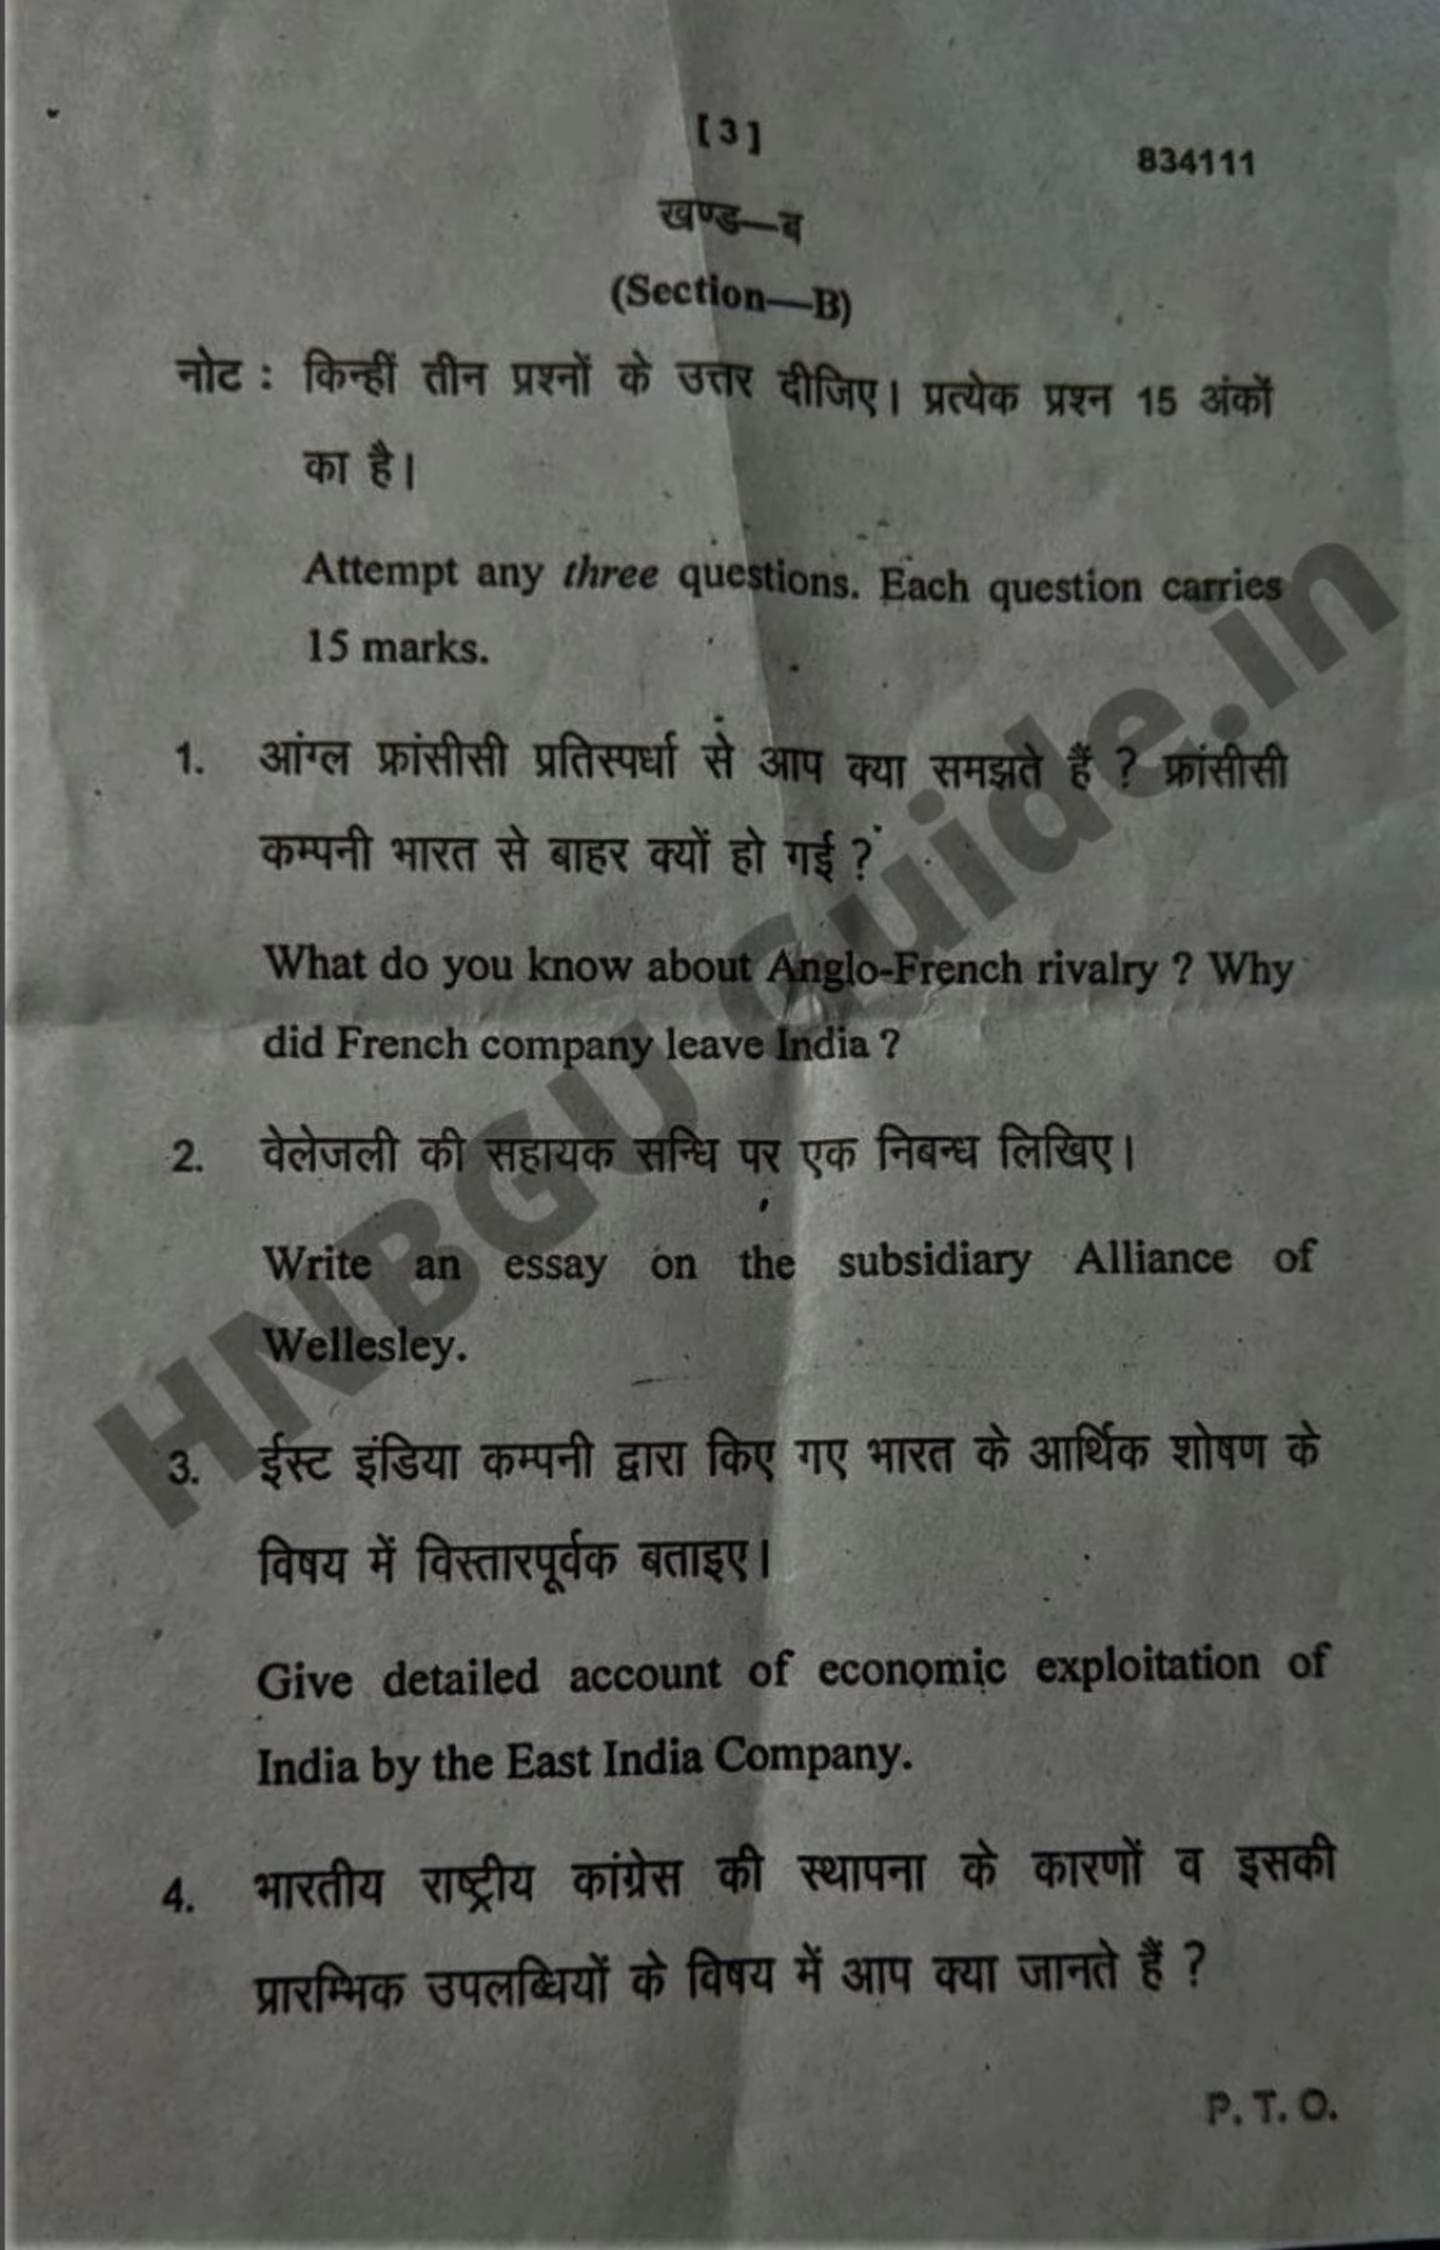 [ 3 ]
834111
खण्ड—ब
(Section—B)
नोट : किन्हीं तीन प्रश्नों के उत्तर दीजिए। प्रत्येक प्रश्न 15 अंकों
का है।
Attempt any three questions. Each question carries
15 marks.
1. आंग्ल फ्रांसीसी प्रतिस्पर्धा से आप क्या समझते हैं ? फ्रांसीसी
कम्पनी भारत से बाहर क्यों हो गई ?
What do you know about Anglo-French rivalry ? Why
did French company leave India ?
2. वेलेजली की सहायक सन्धि पर एक निबन्ध लिखिए।
Write an essay on the subsidiary Alliance of
Wellesley.
3. ईस्ट इंडिया कम्पनी द्वारा किए गए भारत के आर्थिक शोषण के
विषय में विस्तारपूर्वक बताइए।
Give detailed account of economic exploitation of
India by the East India Company.
4. भारतीय राष्ट्रीय कांग्रेस की स्थापना के कारणों व इसकी
प्रारम्भिक उपलब्धियों के विषय में आप क्या जानते हैं ?
P. T. O.
HNBGU Guide.in